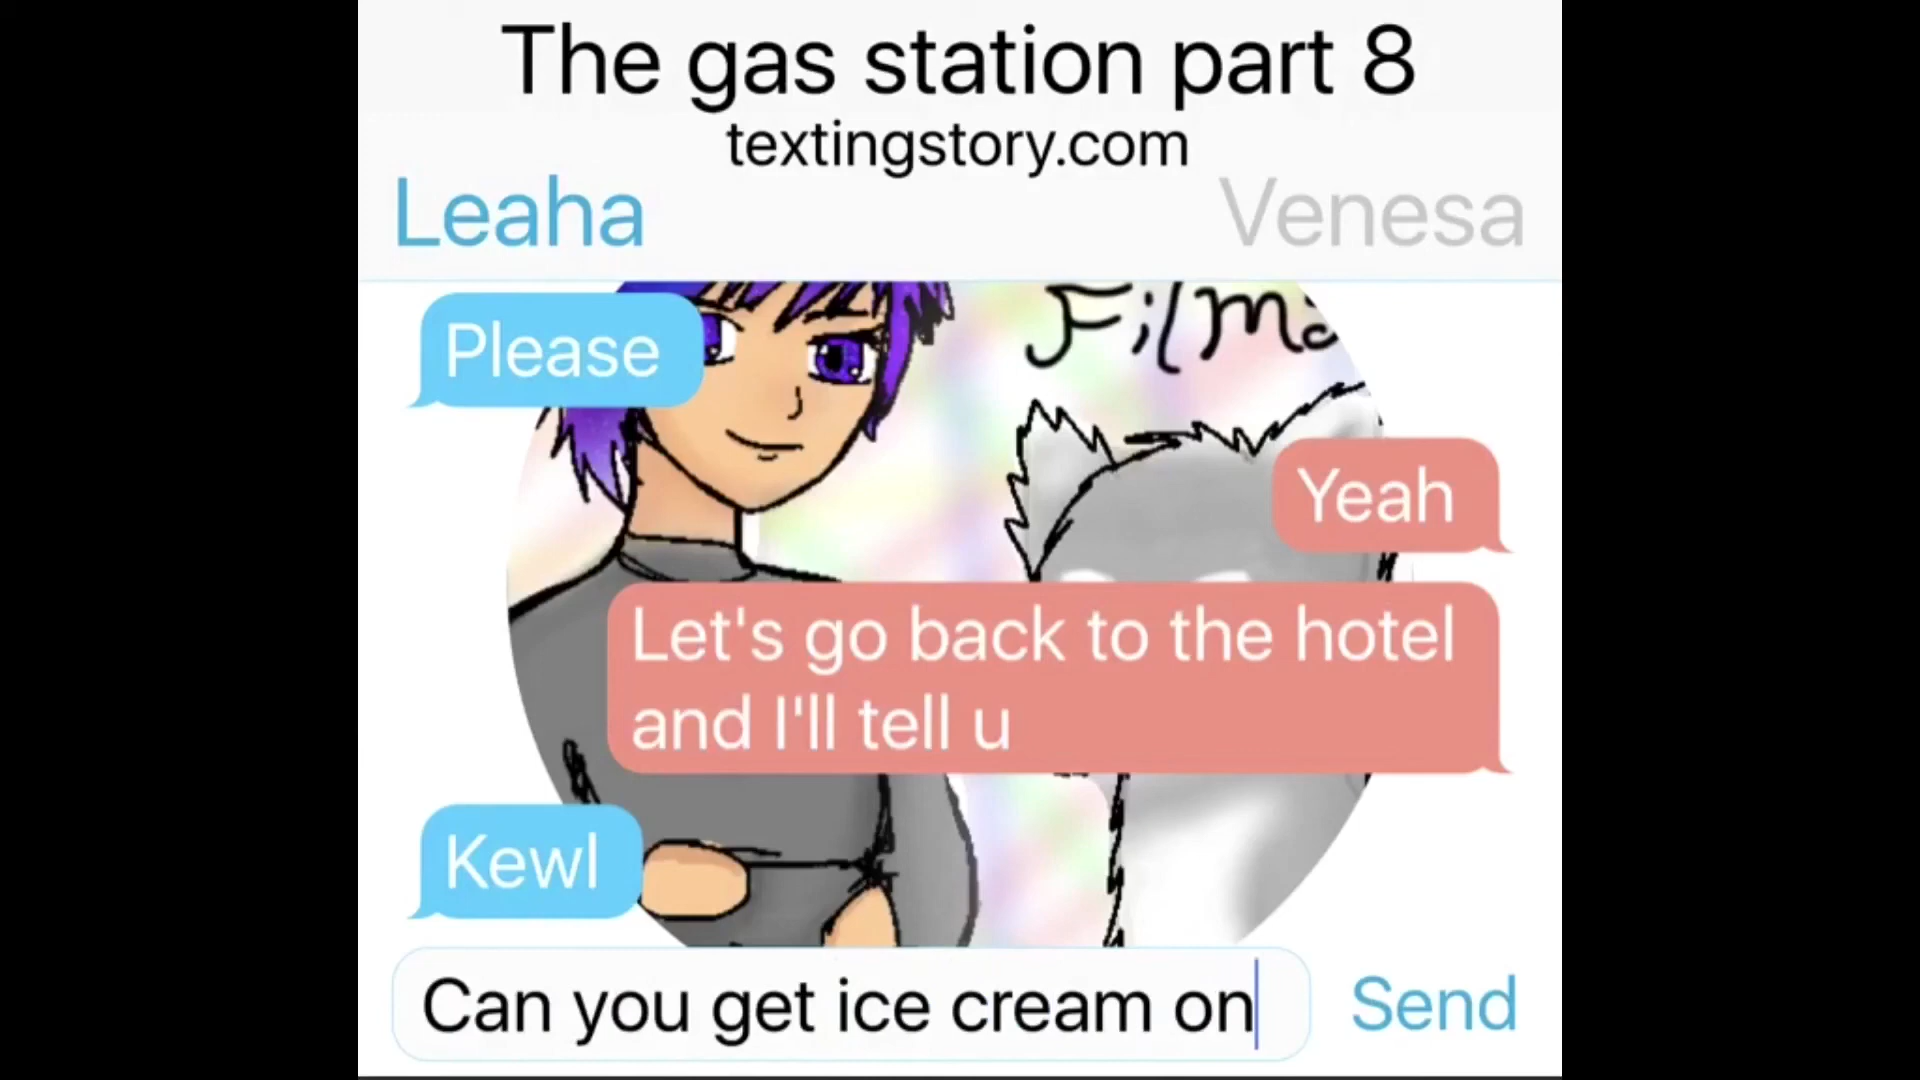 The gas station part 8
textingstory.com
Leaha
Venesa
Please
Yeah
Let's go back to the hotel
and I'll tell u
Kewl
Can you get ice cream on
Send